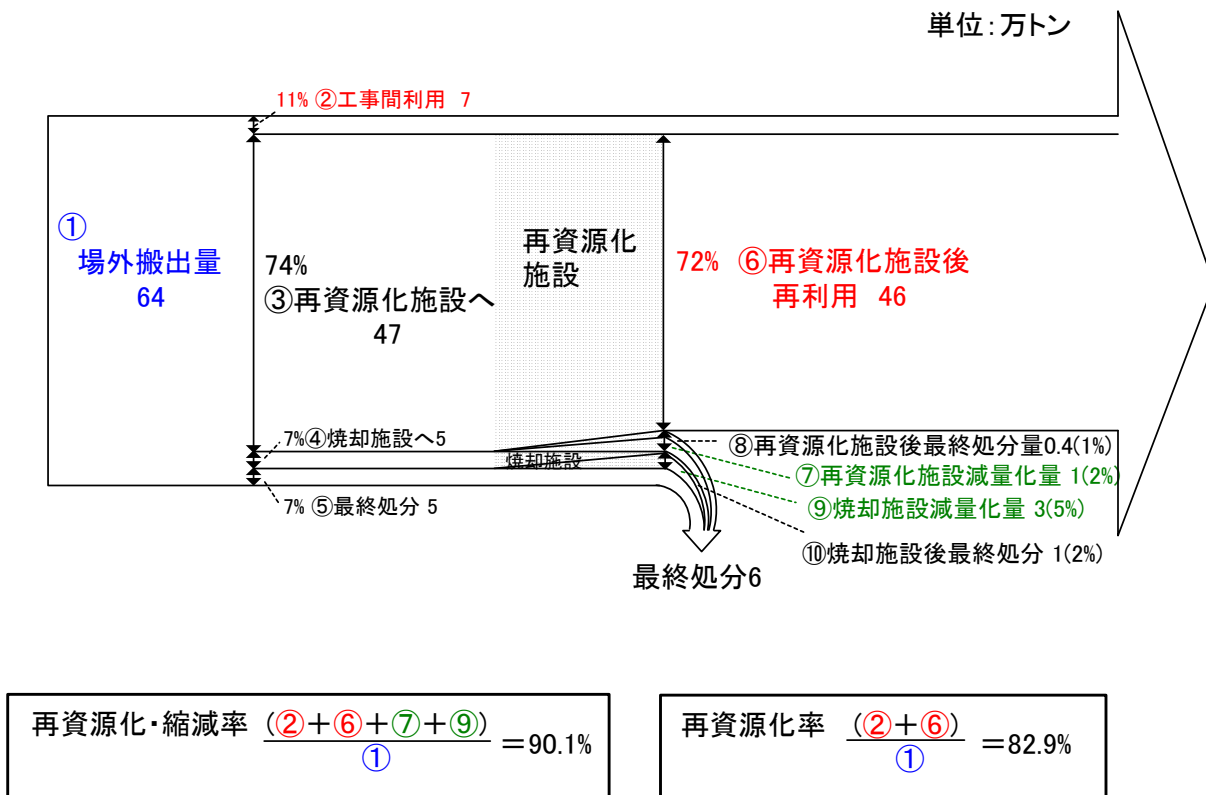 単位：万トン
11% ②工事間利用 7
①
場外搬出量
64
74%
③再資源化施設へ
47
再資源化
施設
72% ⑥再資源化施設後
再利用 46
7%④焼却施設へ5
焼却施設
7% ⑤最終処分 5
⑧再資源化施設後最終処分量0.4(1%)
⑦再資源化施設減量化量 1(2%)
⑨焼却施設減量化量 3(5%)
⑩焼却施設後最終処分 1(2%)
最終処分6
再資源化・縮減率 (②＋⑥＋⑦＋⑨)
①
＝90.1%
再資源化率 (②＋⑥)
①
＝82.9%